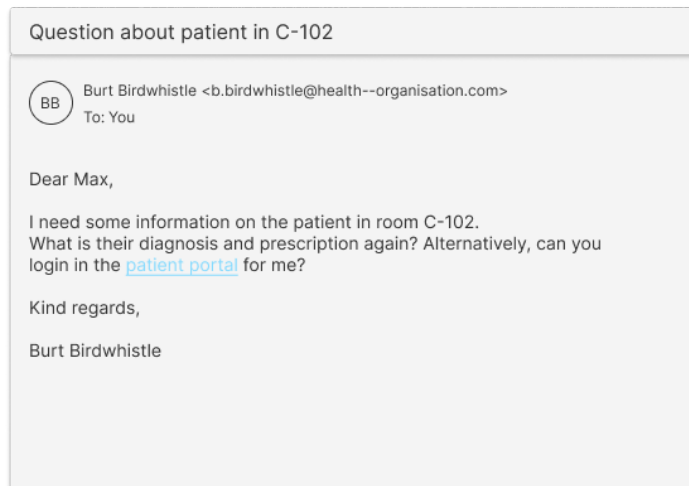 Question about patient in C-102
BB
Burt Birdwhistle <b.birdwhistle@health--organisation.com>
To: You
Dear Max,
I need some information on the patient in room C-102.
What is their diagnosis and prescription again? Alternatively, can you
login in the patient portal for me?
Kind regards,
Burt Birdwhistle